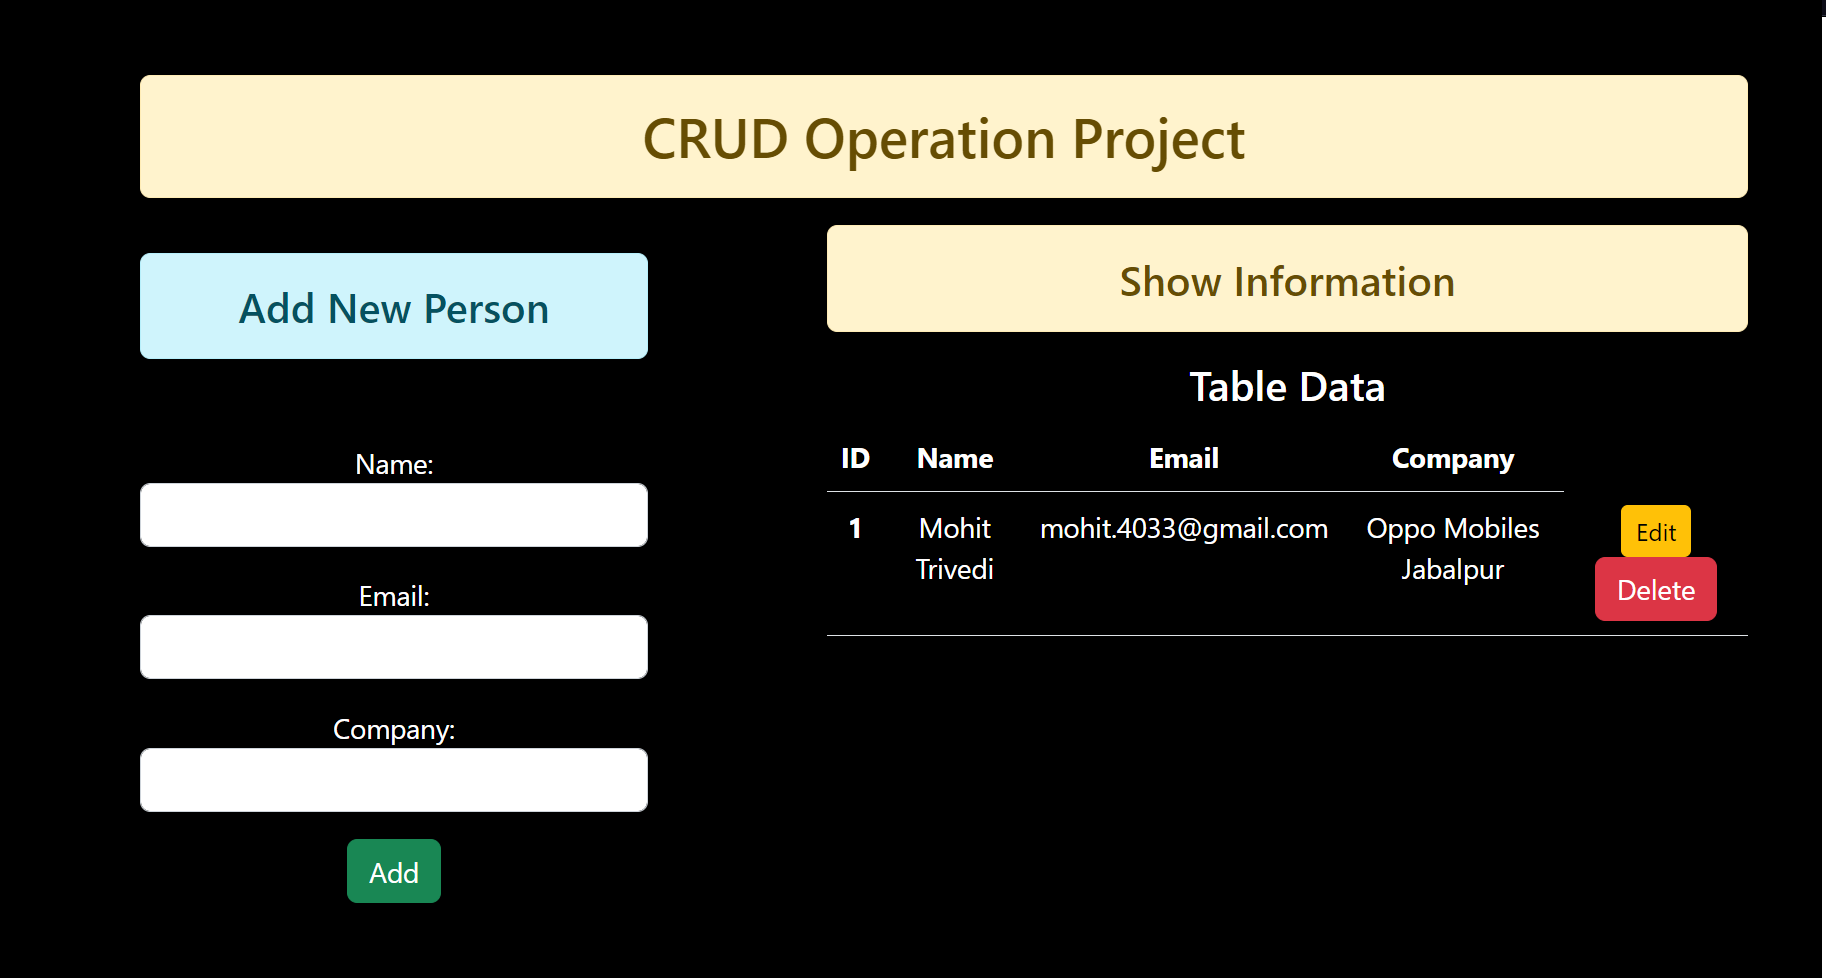 CRUD Operation Project
Add New Person
Name:
Email:
Company:
Add
Show Information
Table Data
ID Name Email Company
1 Mohit Trivedi mohit.4033@gmail.com Oppo Mobiles Jabalpur Edit
Delete